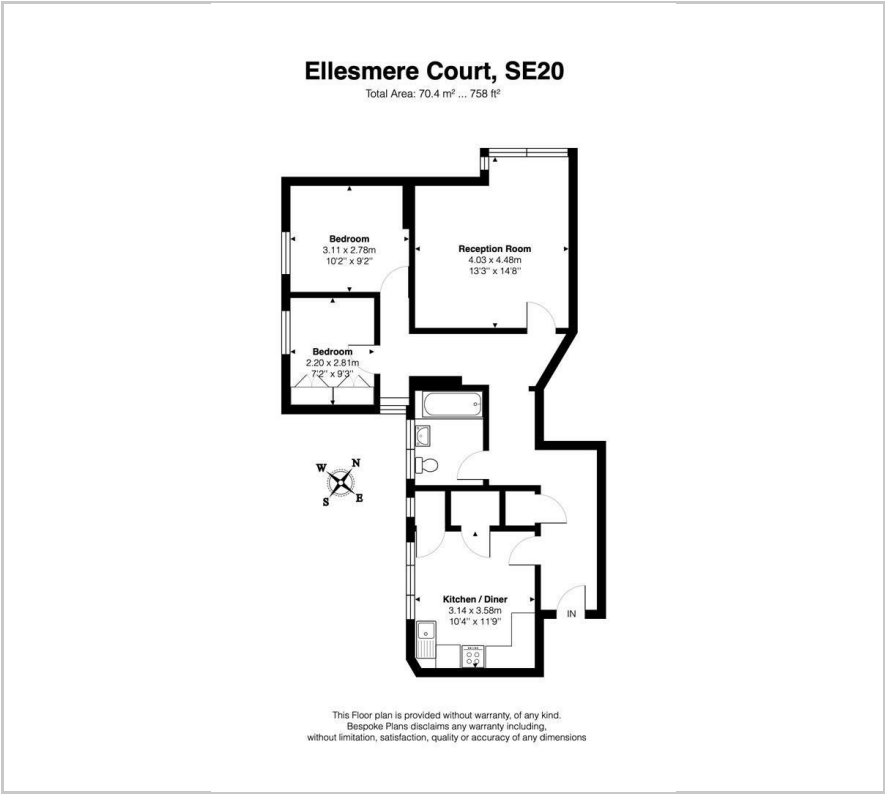 Ellesmere Court, SE20
Total Area: 70.4 m² ... 758 ft²
Bedroom
3.11 x 2.78m
10'2" x 9'2"
Reception Room
4.03 x 4.48m
13'3" x 14'8"
Bedroom
2.20 x 2.81m
7'2" x 9'3"
W N
S E
Kitchen / Diner
3.14 x 3.58m
10'4" x 11'9"
IN
This Floor plan is provided without warranty, of any kind.
Bespoke Plans disclaims any warranty including,
without limitation, satisfaction, quality or accuracy of any dimensions